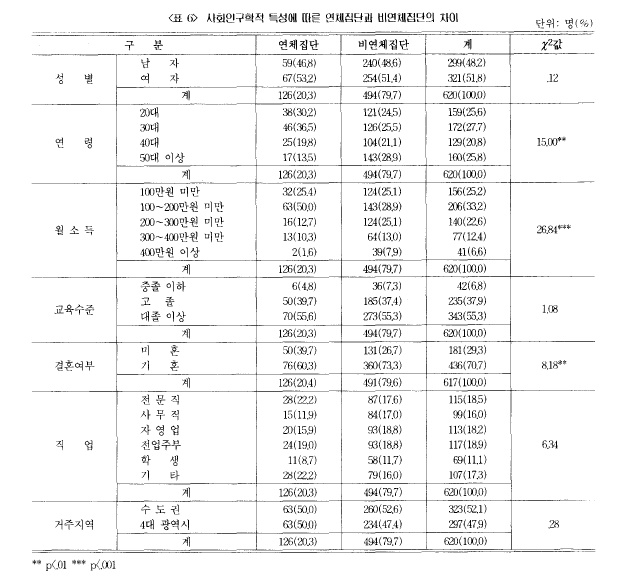 <표 6> 사회인구학적 특성에 따른 연체집단과 비연체집단의 차이
단위: 명(%)
구 분 연체집단 비연체집단 계 χ²값
성 별 .12
남 자 59(46.8) 240(48.6) 299(48.2)
여 자 67(53.2) 254(51.4) 321(51.8)
계 126(20.3) 494(79.7) 620(100.0)
연 령 15.00**
20대 38(30.2) 121(24.5) 159(25.6)
30대 46(36.5) 126(25.5) 172(27.7)
40대 25(19.8) 104(21.1) 129(20.8)
50대 이상 17(13.5) 143(28.9) 160(25.8)
계 126(20.3) 494(79.7) 620(100.0)
월 소 득 26.84***
100만원 미만 32(25.4) 124(25.1) 156(25.2)
100~200만원 미만 63(50.0) 143(28.9) 206(33.2)
200~300만원 미만 16(12.7) 124(25.1) 140(22.6)
300~400만원 미만 13(10.3) 64(13.0) 77(12.4)
400만원 이상 2(1.6) 39(7.9) 41(6.6)
계 126(20.3) 494(79.7) 620(100.0)
교육수준 1.08
중졸 이하 6(4.8) 36(7.3) 42(6.8)
고 졸 50(39.7) 185(37.4) 235(37.9)
대졸 이상 70(55.6) 273(55.3) 343(55.3)
계 126(20.3) 494(79.7) 620(100.0)
결혼여부 8.18**
미 혼 50(39.7) 131(26.7) 181(29.3)
기 혼 76(60.3) 360(73.3) 436(70.7)
계 126(20.4) 491(79.6) 617(100.0)
직 업 6.34
전 문 직 28(22.2) 87(17.6) 115(18.5)
사 무 직 15(11.9) 84(17.0) 99(16.0)
자 영 업 20(15.9) 93(18.8) 113(18.2)
전업주부 24(19.0) 93(18.8) 117(18.9)
학 생 11(8.7) 58(11.7) 69(11.1)
기 타 28(22.2) 79(16.0) 107(17.3)
계 126(20.3) 494(79.7) 620(100.0)
거주지역 .28
수 도 권 63(50.0) 260(52.6) 323(52.1)
4대 광역시 63(50.0) 234(47.4) 297(47.9)
계 126(20.3) 494(79.7) 620(100.0)
** p<.01 *** p<.001